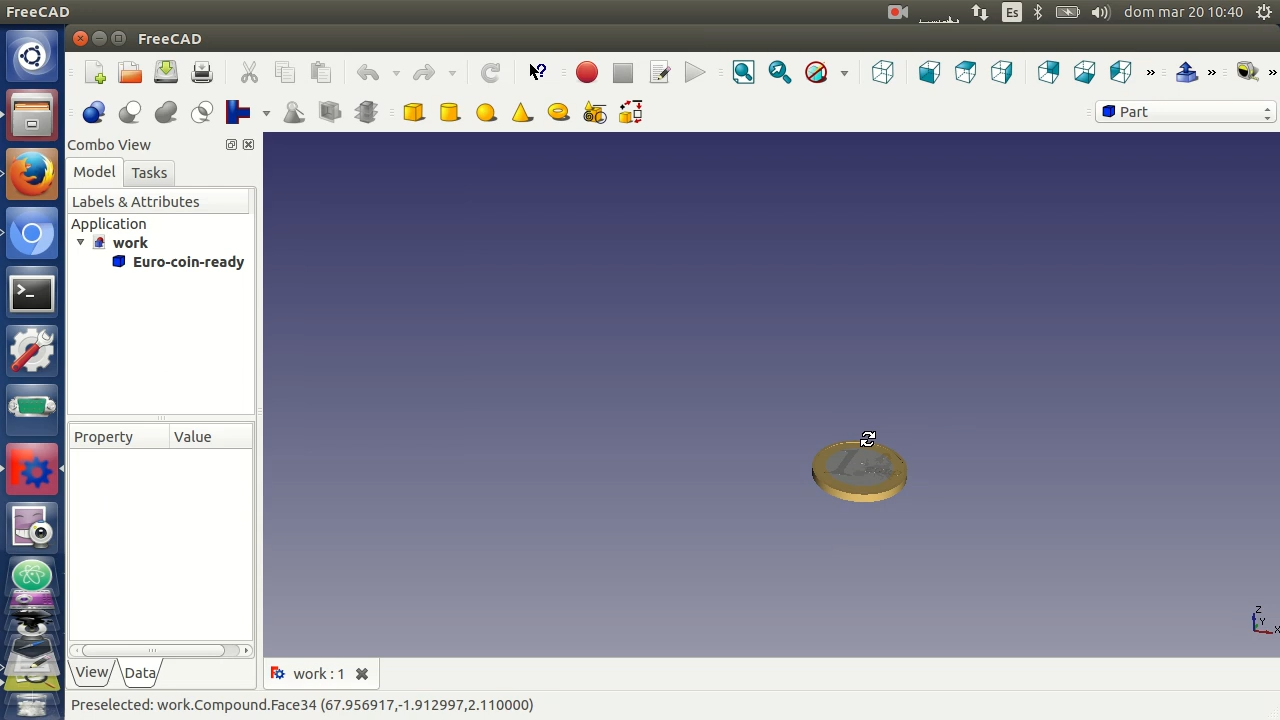 FreeCAD
Es
dom mar 20 10:40
FreeCAD
Part
Combo View
Model
Tasks
Labels & Attributes
Application
work
Euro-coin-ready
Property
Value
View
Data
work : 1
Z
Y
X
Preselected: work.Compound.Face34 (67.956917,-1.912997,2.110000)